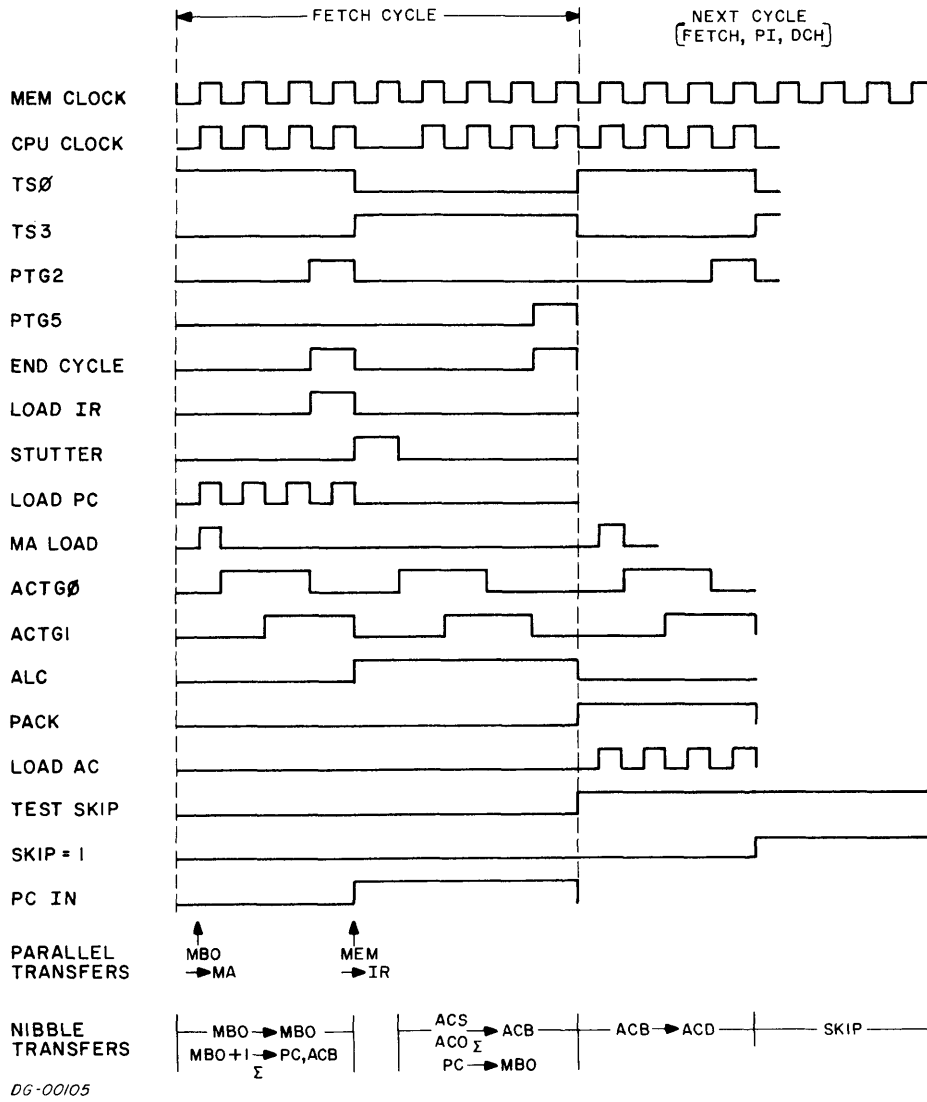 FETCH CYCLE
NEXT CYCLE
[FETCH, PI, DCH]
MEM CLOCK
CPU CLOCK
TSØ
TS3
PTG2
PTG5
END CYCLE
LOAD IR
STUTTER
LOAD PC
MA LOAD
ACTGØ
ACTG1
ALC
PACK
LOAD AC
TEST SKIP
SKIP = 1
PC IN
PARALLEL
TRANSFERS
MBO
→MA
MEM
→IR
NIBBLE
TRANSFERS
MBO→MBO
MBO+1→PC,ACB
Σ
ACS
ACO Σ →ACB
PC→MBO
ACB→ACD
SKIP
DG-00105